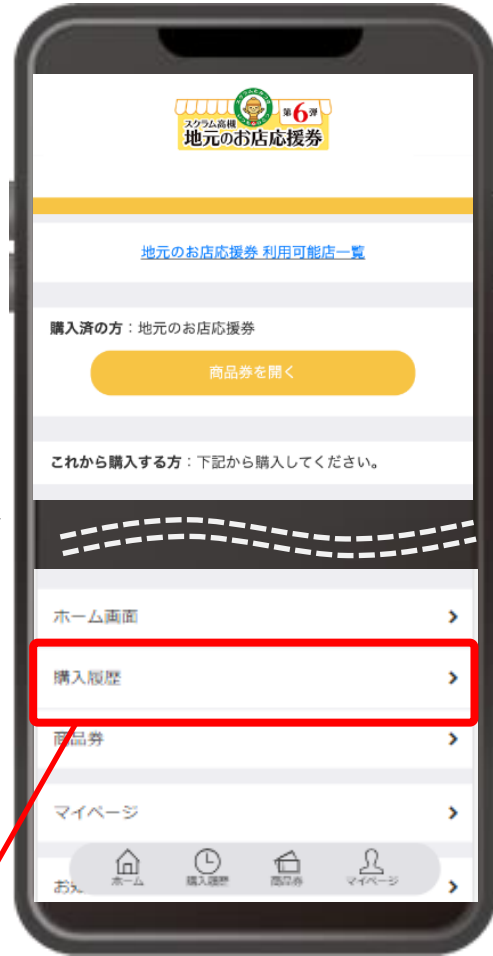 第6弾
スクラム高槻
地元のお店応援券
地元のお店応援券 利用可能店一覧
購入済の方：地元のお店応援券
商品券を開く
これから購入する方：下記から購入してください。
ホーム画面
購入履歴
商品券
マイページ
お知
ホーム
購入履歴
商品券
マイページ